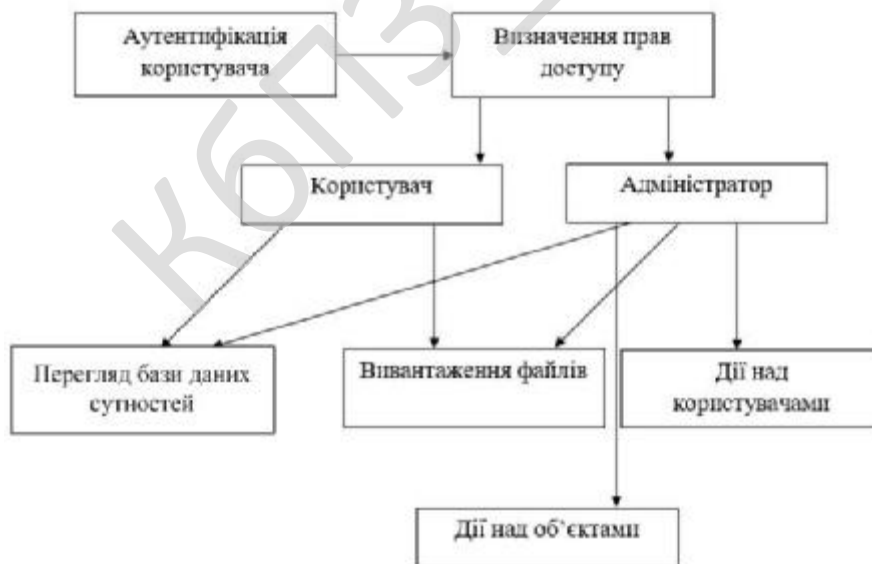 Аутентифікація
користувача
Визначення прав
доступу
Користувач
Адміністратор
Перегляд бази даних
сутностей
Вивантаження файлів
Дії над
користувачами
Дії над об‘єктами
КбПЗ_